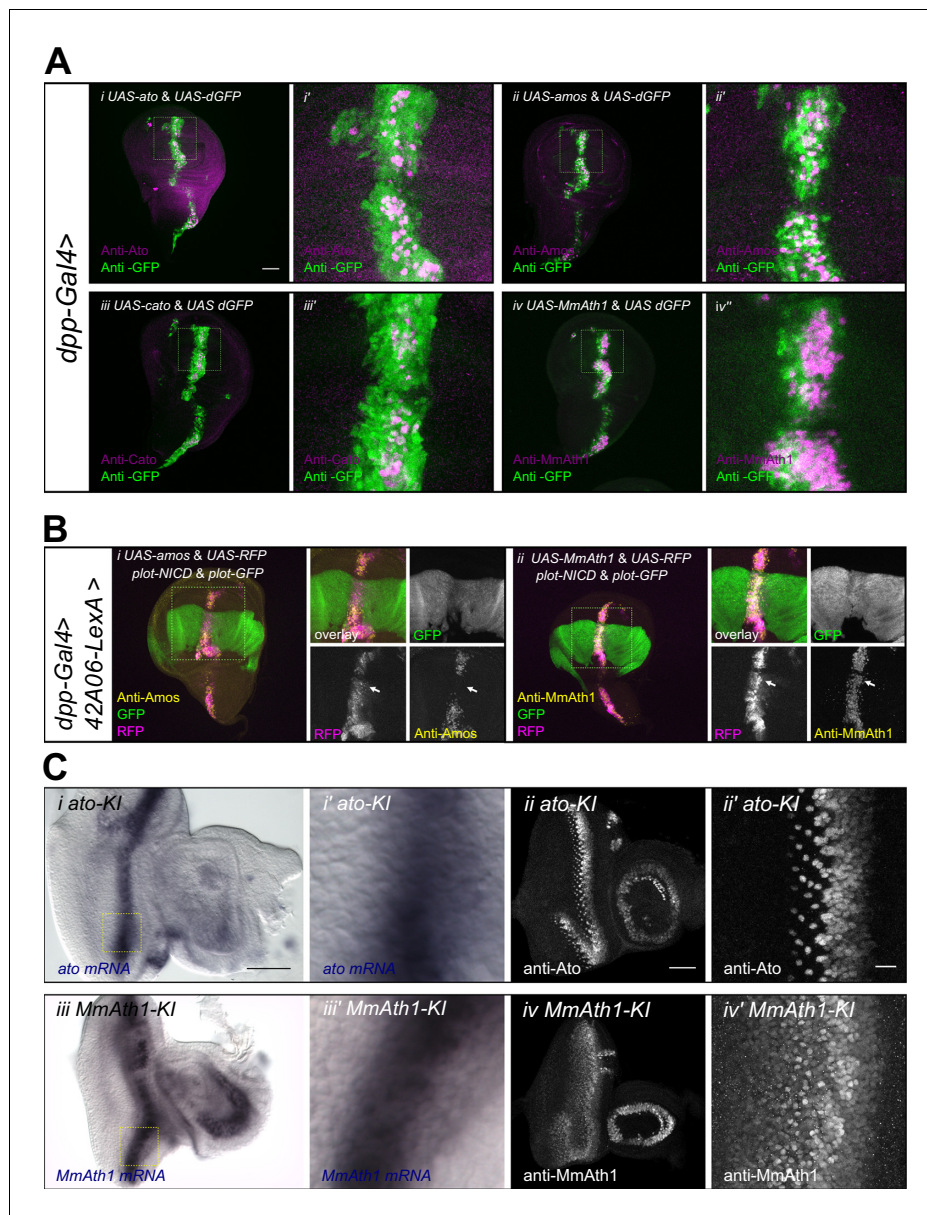 A
dpp-Gal4>
i UAS-ato & UAS-dGFP
Anti-Ato
Anti -GFP
i'
Anti-Ato
Anti -GFP
ii UAS-amos & UAS-dGFP
Anti-Amos
Anti -GFP
ii'
Anti-Amos
Anti -GFP
iii UAS-cato & UAS dGFP
Anti-Cato
Anti -GFP
iii'
Anti-Cato
Anti -GFP
iv UAS-MmAth1 & UAS dGFP
Anti-MmAth1
Anti -GFP
iv''
Anti-MmAth1
Anti -GFP
B
dpp-Gal4>
42A06-LexA >
i UAS-amos & UAS-RFP
plot-NICD & plot-GFP
Anti-Amos
GFP
RFP
overlay
GFP
RFP
Anti-Amos
ii UAS-MmAth1 & UAS-RFP
plot-NICD & plot-GFP
Anti-MmAth1
GFP
RFP
overlay
GFP
RFP
Anti-MmAth1
C
i ato-KI
ato mRNA
i' ato-KI
ato mRNA
ii ato-KI
anti-Ato
ii' ato-KI
anti-Ato
iii MmAth1-KI
MmAth1 mRNA
iii' MmAth1-KI
MmAth1 mRNA
iv MmAth1-KI
anti-MmAth1
iv' MmAth1-KI
anti-MmAth1